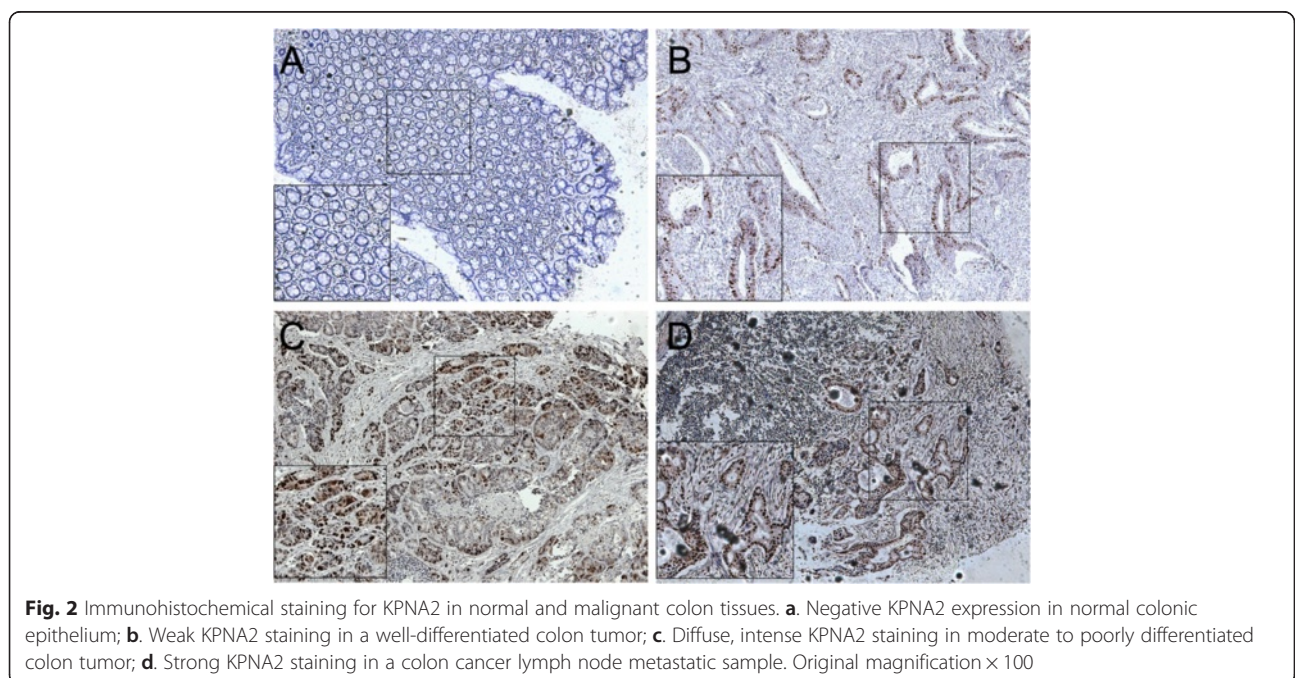 A
B
C
D
Fig. 2 Immunohistochemical staining for KPNA2 in normal and malignant colon tissues. a. Negative KPNA2 expression in normal colonic
epithelium; b. Weak KPNA2 staining in a well-differentiated colon tumor; c. Diffuse, intense KPNA2 staining in moderate to poorly differentiated
colon tumor; d. Strong KPNA2 staining in a colon cancer lymph node metastatic sample. Original magnification × 100